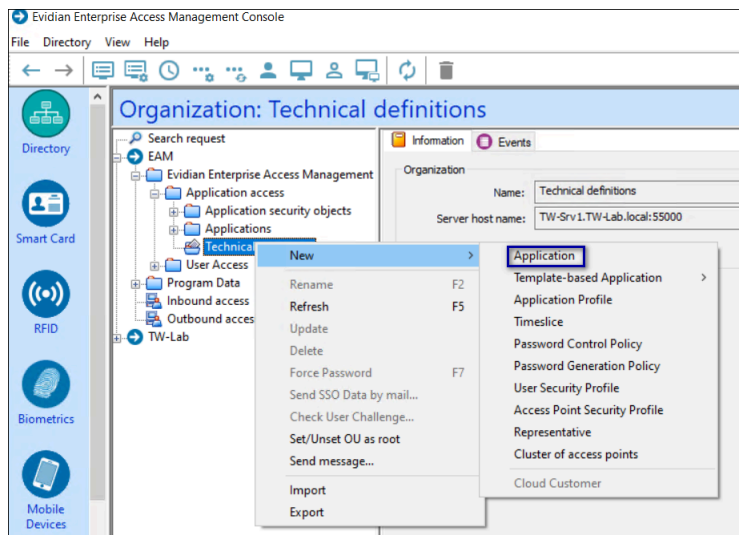 Evidian Enterprise Access Management Console
File Directory View Help
Organization: Technical definitions
Directory
Smart Card
RFID
Biometrics
Mobile
Devices
Search request
EAM
Evidian Enterprise Access Management
Application access
Application security objects
Applications
Technical
User Access
Program Data
Inbound access
Outbound acces
TW-Lab
Information
Events
Organization
Name: Technical definitions
Server host name: TW-Srv1.TW-Lab.local:55000
New
Rename F2
Refresh F5
Update
Delete
Force Password F7
Send SSO Data by mail...
Check User Challenge...
Set/Unset OU as root
Send message...
Import
Export
Application
Template-based Application
Application Profile
Timeslice
Password Control Policy
Password Generation Policy
User Security Profile
Access Point Security Profile
Representative
Cluster of access points
Cloud Customer